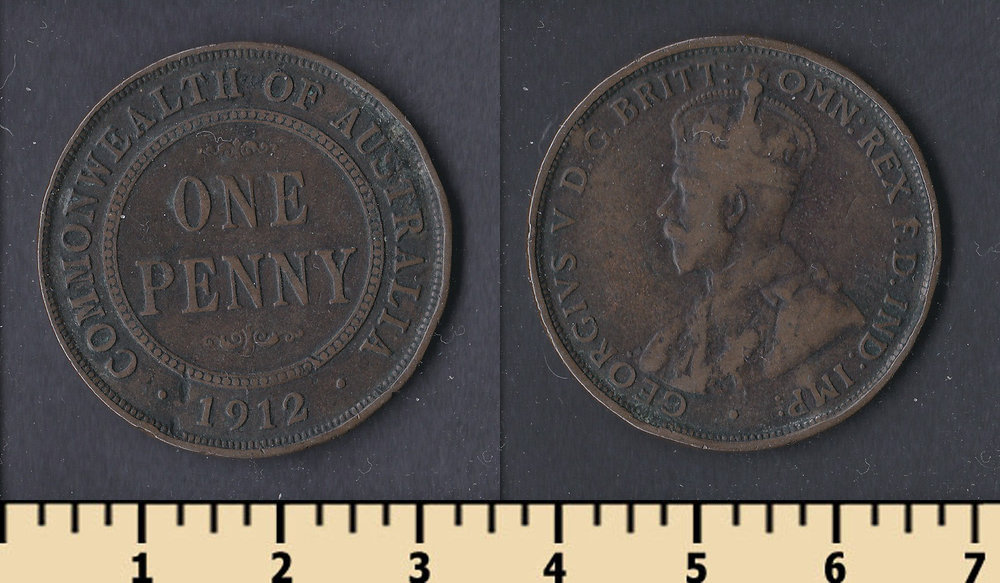 COMMONWEALTH OF AUSTRALIA
ONE
PENNY
· 1912 ·
GEORGIVS V D.G. BRITT: OMN: REX F.D. IND: IMP:
1 2 3 4 5 6 7